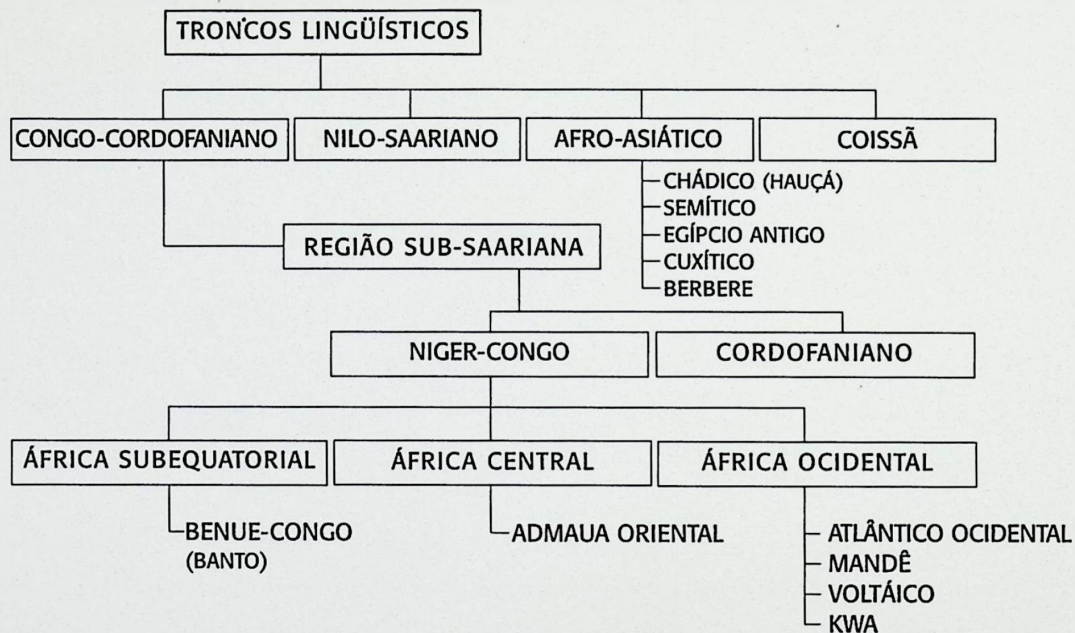 TRONCOS LINGÜÍSTICOS
CONGO-CORDOFANIANO
NILO-SAARIANO
AFRO-ASIÁTICO
COISSÃ
CHÁDICO (HAUÇÁ)
SEMÍTICO
EGÍPCIO ANTIGO
CUXÍTICO
BERBERE
REGIÃO SUB-SAARIANA
NIGER-CONGO
CORDOFANIANO
ÁFRICA SUBEQUATORIAL
ÁFRICA CENTRAL
ÁFRICA OCIDENTAL
BENUE-CONGO
(BANTO)
ADMAUA ORIENTAL
ATLÂNTICO OCIDENTAL
MANDÊ
VOLTÁICO
KWA